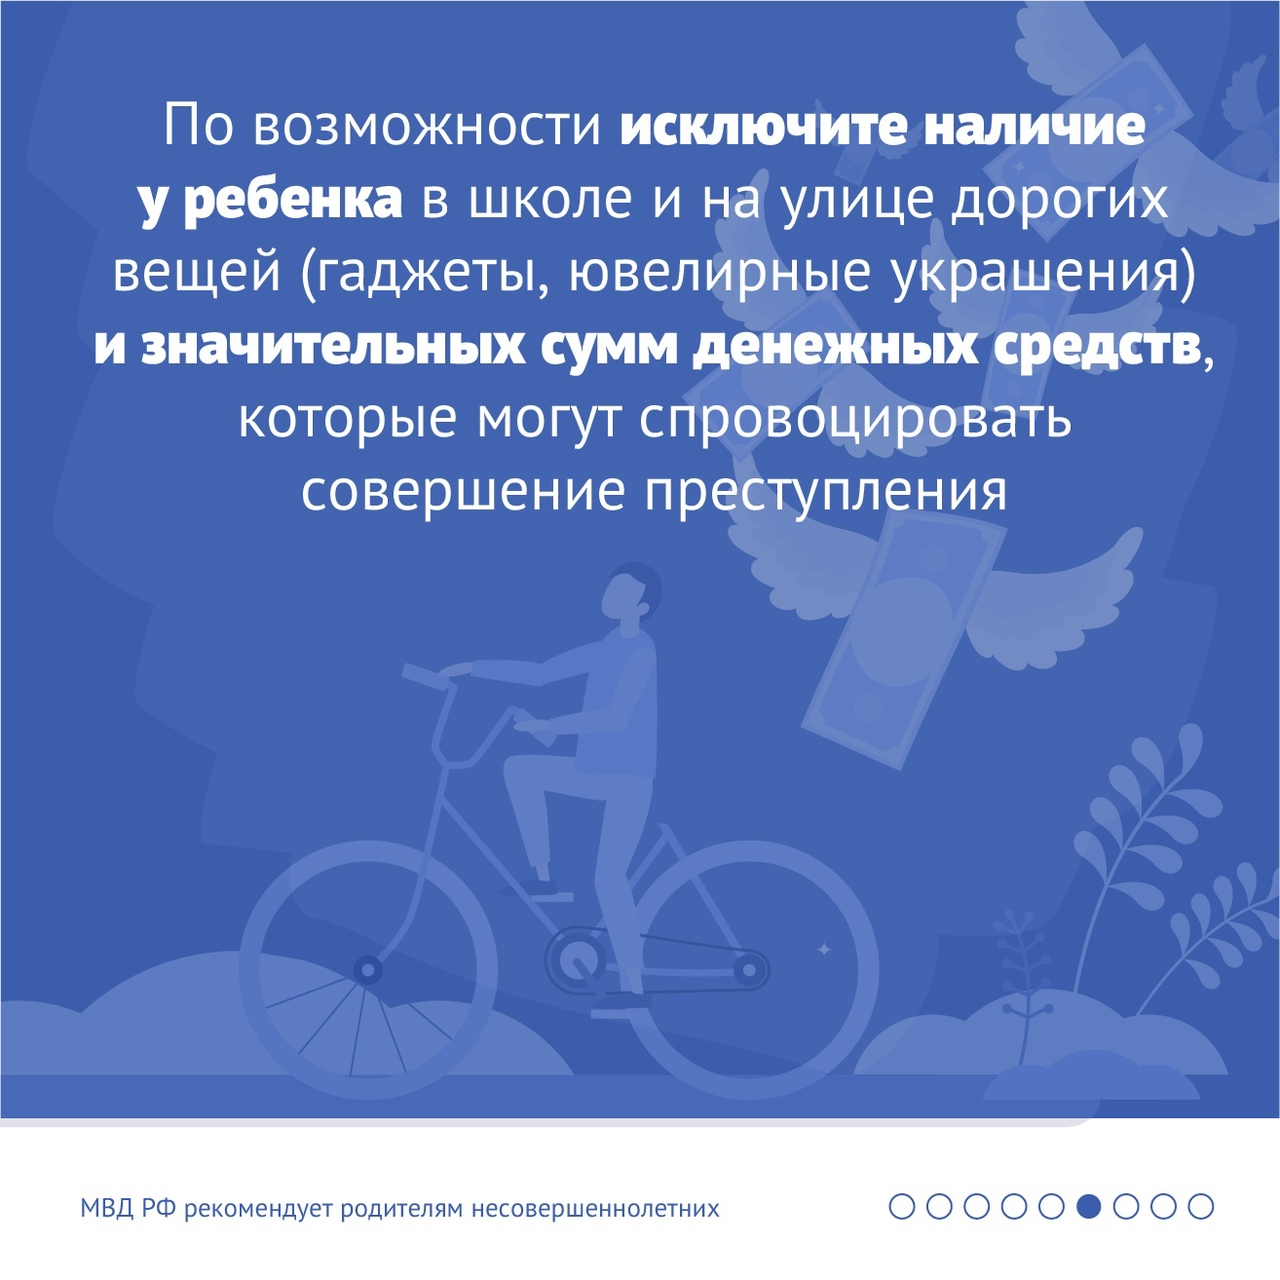 По возможности исключите наличие
у ребенка в школе и на улице дорогих
вещей (гаджеты, ювелирные украшения)
и значительных сумм денежных средств,
которые могут спровоцировать
совершение преступления
МВД РФ рекомендует родителям несовершеннолетних